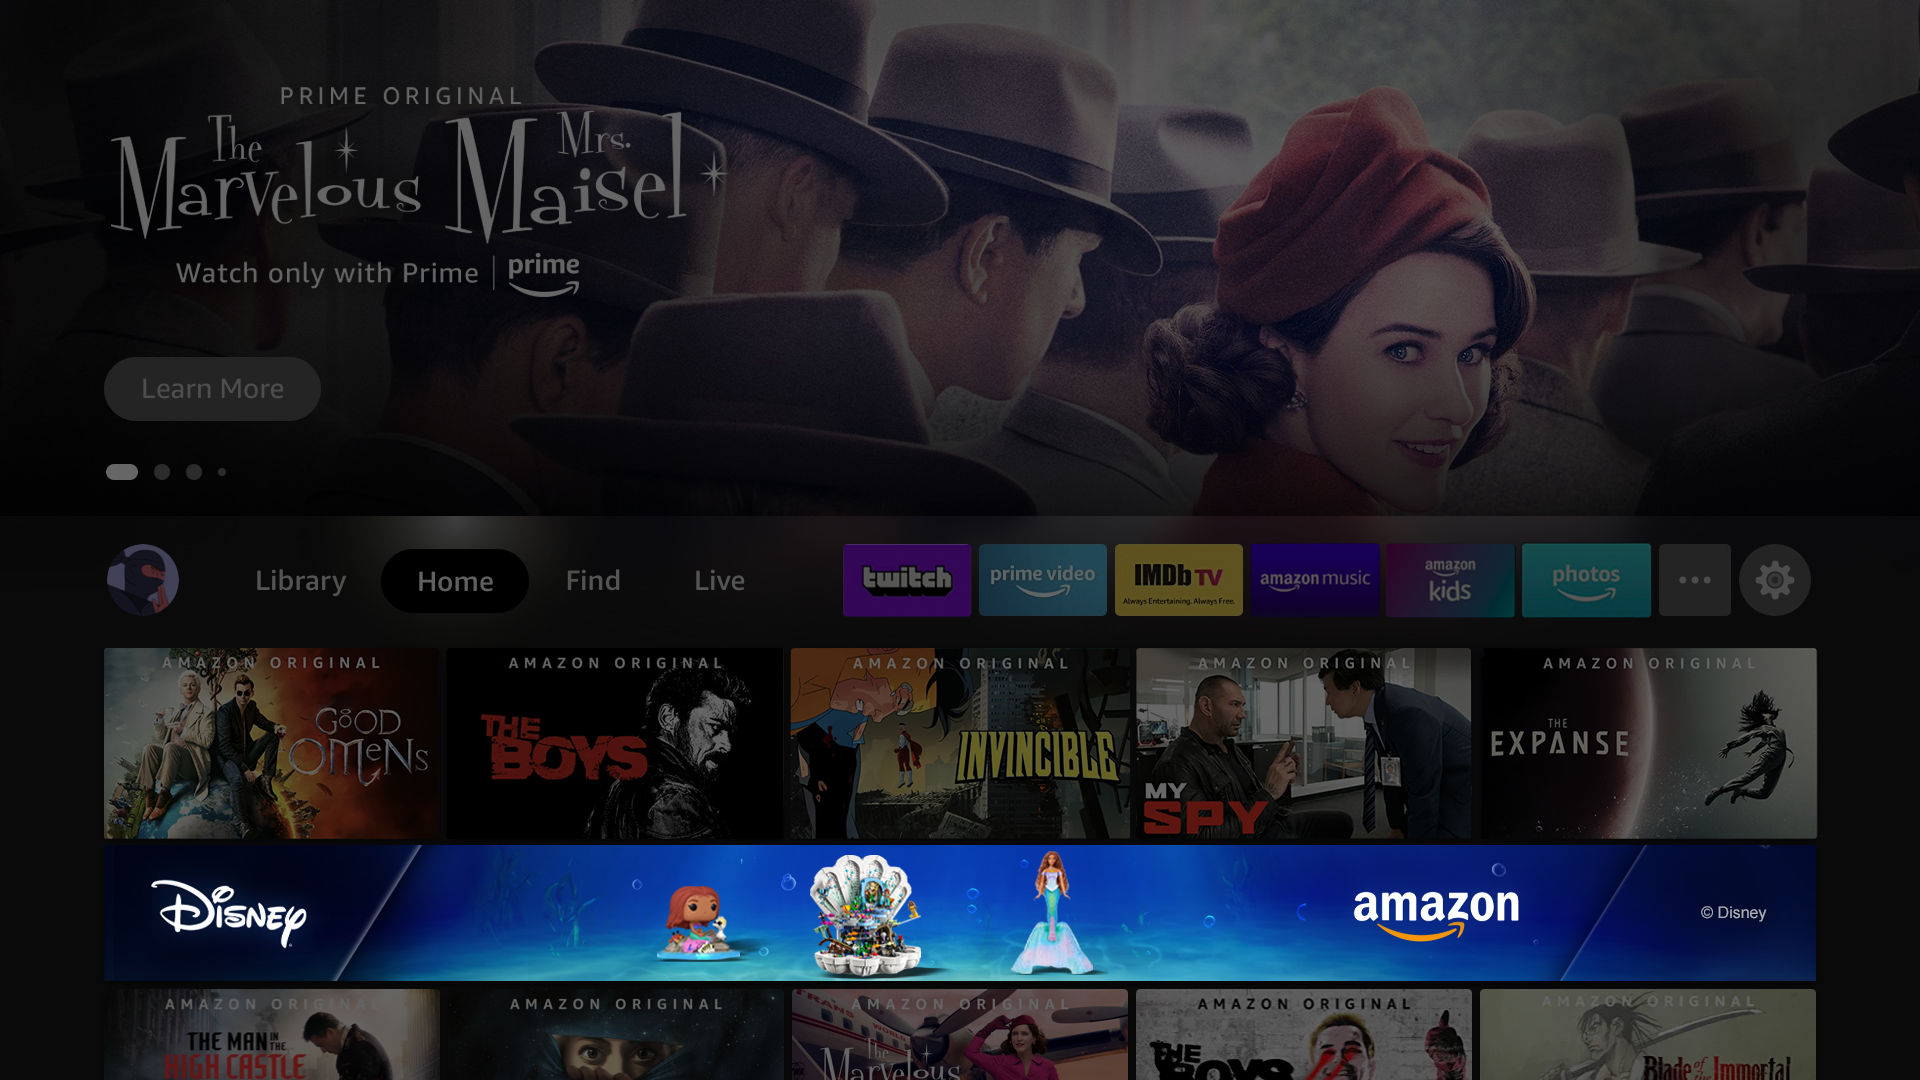 PRIME ORIGINAL
The Marvelous Mrs. Maisel
Watch only with Prime | prime
Learn More
Library
Home
Find
Live
twitch
prime video
IMDb TV
Always Entertaining. Always Free.
amazon music
amazon kids
photos
AMAZON ORIGINAL
GOOD OMENS
AMAZON ORIGINAL
THE BOYS
AMAZON ORIGINAL
INVINCIBLE
AMAZON ORIGINAL
MY SPY
AMAZON ORIGINAL
THE EXPANSE
DISNEY
amazon
© Disney
AMAZON ORIGINAL
THE MAN IN THE HIGH CASTLE
AMAZON ORIGINAL
AMAZON ORIGINAL
The Marvelous
AMAZON ORIGINAL
THE BOYS
AMAZON ORIGINAL
Blade of the Immortal